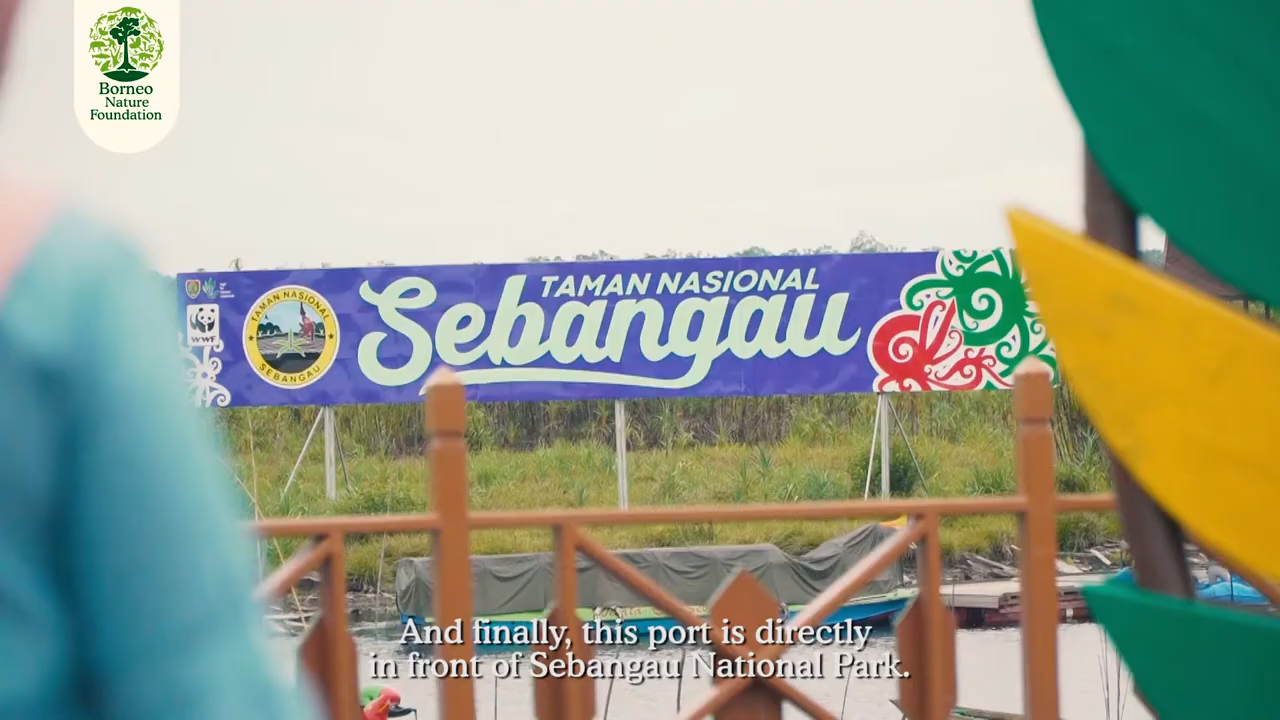 Borneo
Nature
Foundation
TAMAN NASIONAL
Sebangau
TAMAN NASIONAL
SEBANGAU
WWF
And finally, this port is directly
in front of Sebangau National Park.